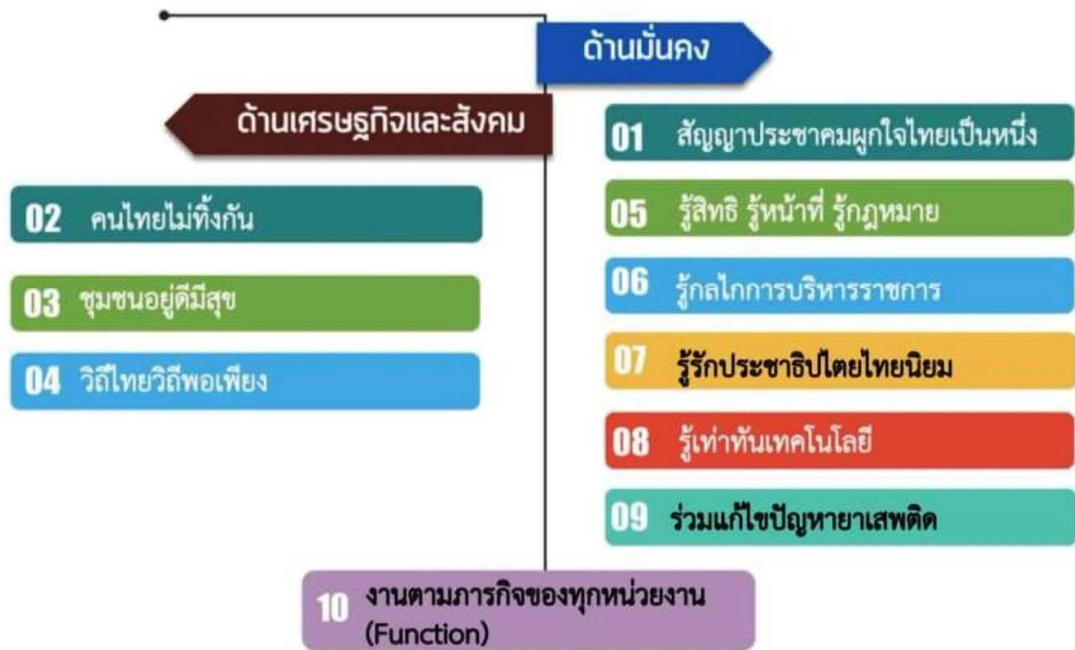 ด้านมั่นคง
ด้านเศรษฐกิจและสังคม
01 สัญญาประชาคมผูกใจไทยเป็นหนึ่ง
02 คนไทยไม่ทิ้งกัน
05 รู้สิทธิ รู้หน้าที่ รู้กฎหมาย
03 ชุมชนอยู่ดีมีสุข
06 รู้กลไกการบริหารราชการ
04 วิถีไทยวิถีพอเพียง
07 รู้รักประชาธิปไตยไทยนิยม
08 รู้เท่าทันเทคโนโลยี
09 ร่วมแก้ไขปัญหายาเสพติด
10 งานตามภารกิจของทุกหน่วยงาน
(Function)